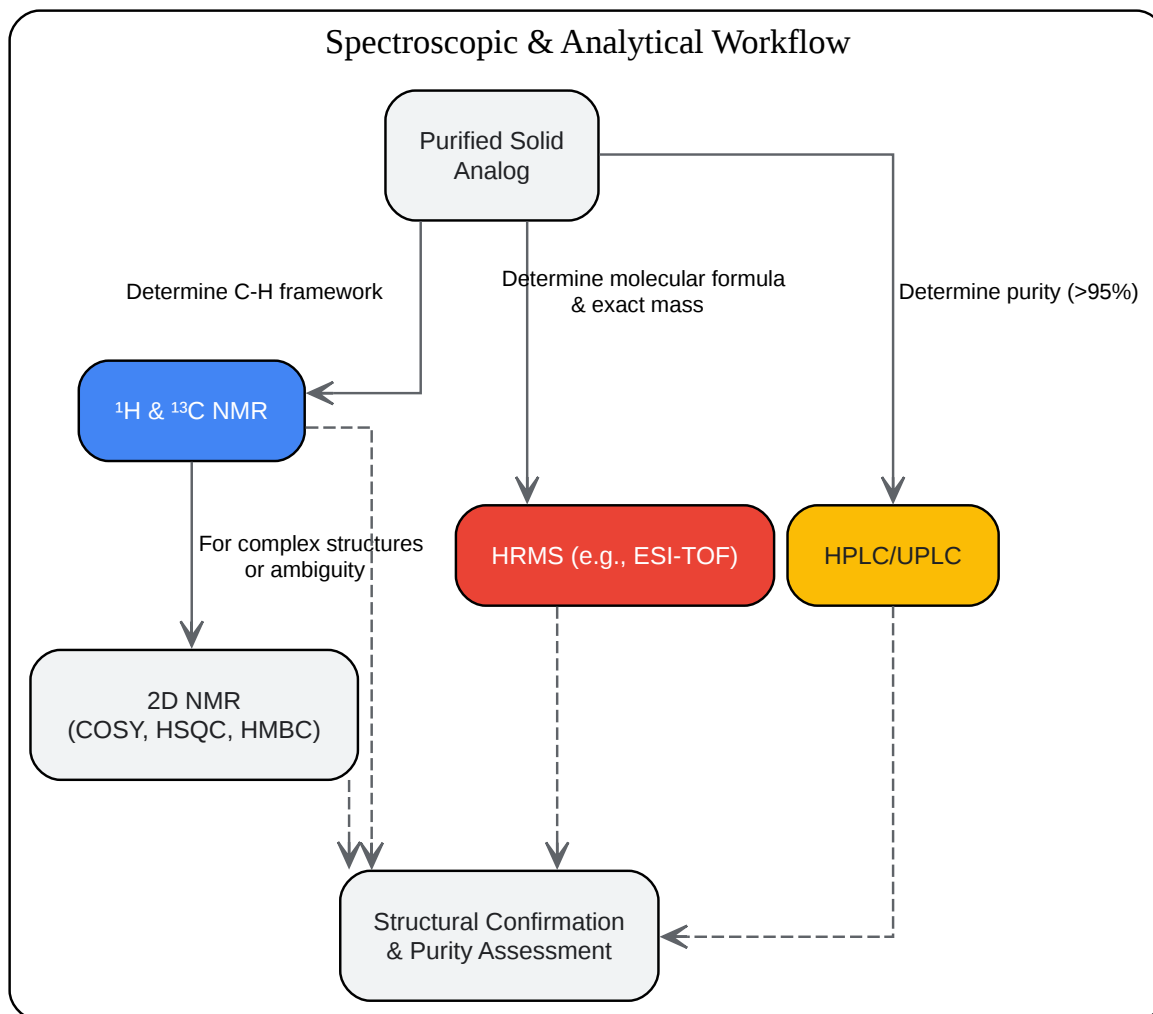 Spectroscopic & Analytical Workflow
Purified Solid
Analog
Determine C-H framework
Determine molecular formula
& exact mass
Determine purity (>95%)
¹H & ¹³C NMR
For complex structures
or ambiguity
HRMS (e.g., ESI-TOF)
HPLC/UPLC
2D NMR
(COSY, HSQC, HMBC)
Structural Confirmation
& Purity Assessment